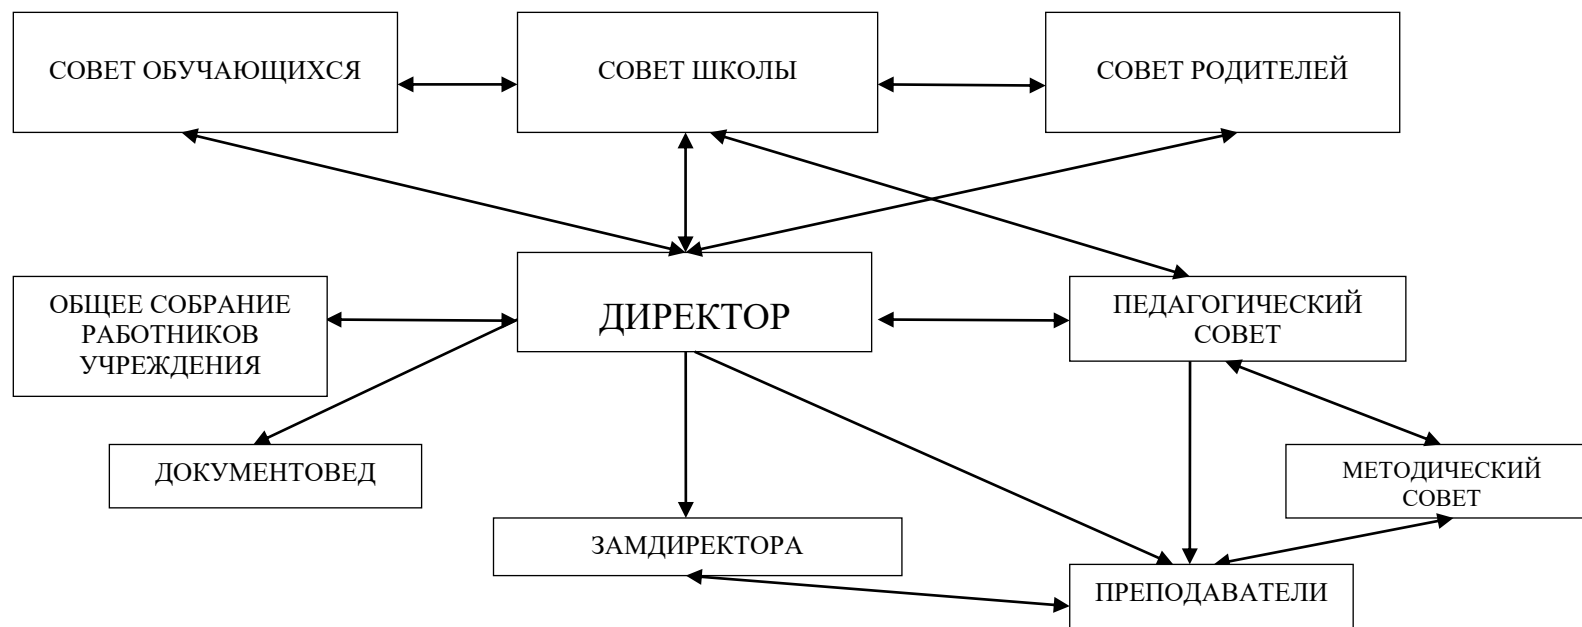 СОВЕТ ОБУЧАЮЩИХСЯ
СОВЕТ ШКОЛЫ
СОВЕТ РОДИТЕЛЕЙ
ОБЩЕЕ СОБРАНИЕ
РАБОТНИКОВ
УЧРЕЖДЕНИЯ
ДИРЕКТОР
ПЕДАГОГИЧЕСКИЙ
СОВЕТ
ДОКУМЕНТОВЕД
МЕТОДИЧЕСКИЙ
СОВЕТ
ЗАМДИРЕКТОРА
ПРЕПОДАВАТЕЛИ